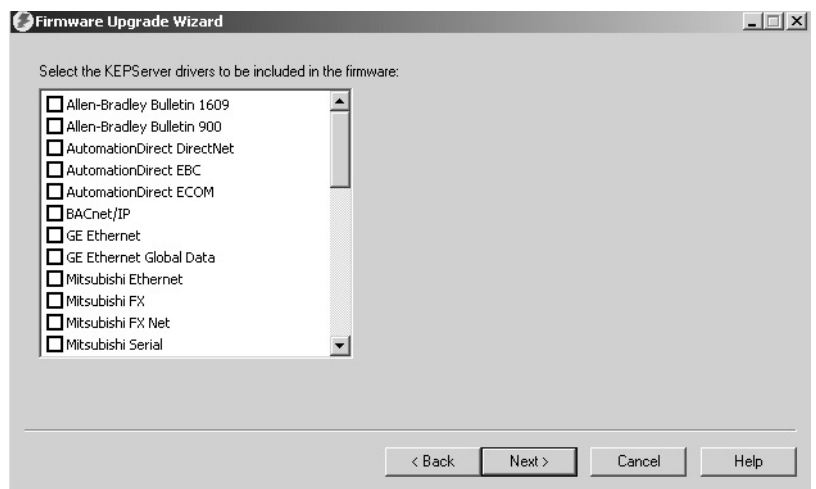 Firmware Upgrade Wizard
Select the KEPServer drivers to be included in the firmware:
Allen-Bradley Bulletin 1609
Allen-Bradley Bulletin 900
AutomationDirect DirectNet
AutomationDirect EBC
AutomationDirect ECOM
BACnet/IP
GE Ethernet
GE Ethernet Global Data
Mitsubishi Ethernet
Mitsubishi FX
Mitsubishi FX Net
Mitsubishi Serial
< Back Next > Cancel Help